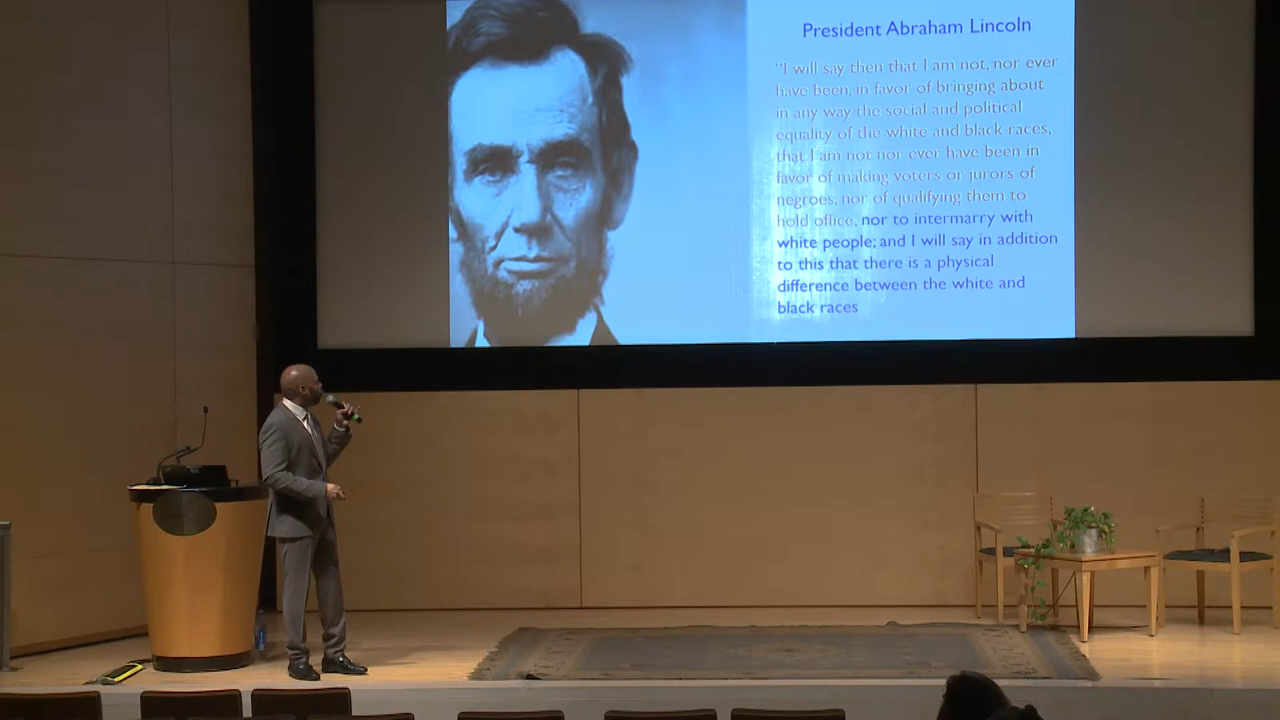 President Abraham Lincoln
"I will say then that I am not, nor ever
have been, in favor of bringing about
in any way the social and political
equality of the white and black races,
that I am not nor ever have been in
favor of making voters or jurors of
negroes, nor of qualifying them to
hold office, nor to intermarry with
white people; and I will say in addition
to this that there is a physical
difference between the white and
black races